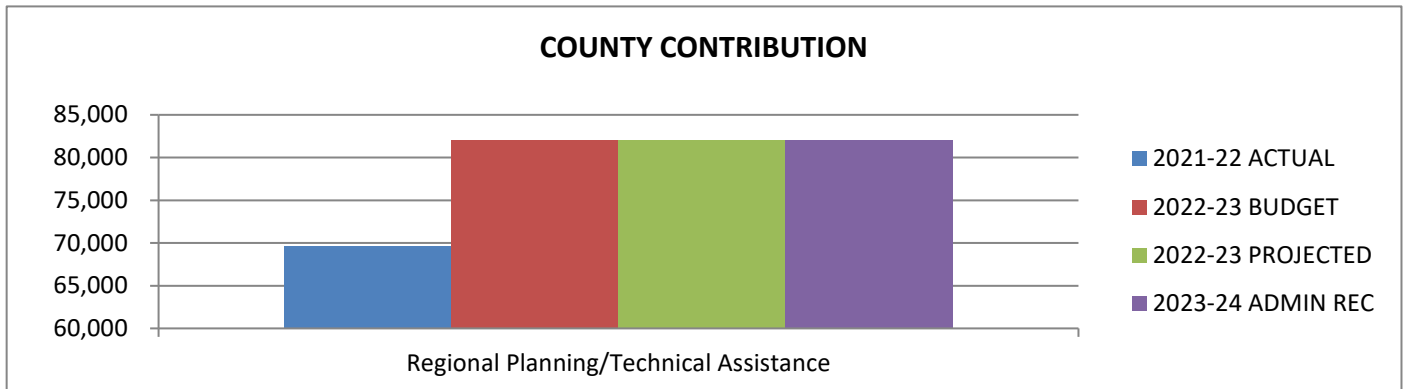 COUNTY CONTRIBUTION
85,000
80,000
75,000
70,000
65,000
60,000
Regional Planning/Technical Assistance
2021-22 ACTUAL
2022-23 BUDGET
2022-23 PROJECTED
2023-24 ADMIN REC